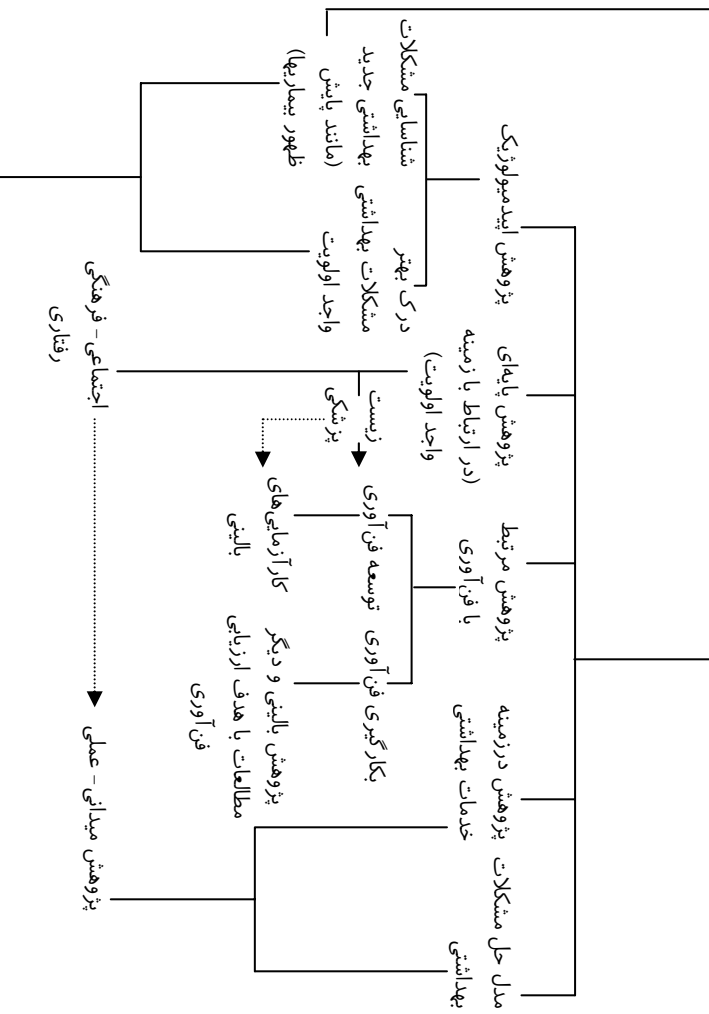 پژوهش اپیدمیولوژیک
شناسایی مشکلات
بهداشتی جدید
(مانند پایش
ظهور بیماریها)
درک بهتر
مشکلات بهداشتی
واجد اولویت
پژوهش پایه‌ای
(در ارتباط با زمینه
واجد اولویت)
زیست
پزشکی
اجتماعی - فرهنگی
رفتاری
پژوهش مرتبط
با فن‌آوری
توسعه فن‌آوری
کارآزمایی‌های
بالینی
بکارگیری فن‌آوری
پژوهش بالینی و دیگر
مطالعات با هدف ارزیابی
فن‌آوری
پژوهش درزمینه
خدمات بهداشتی
مدل حل مشکلات
بهداشتی
پژوهش میدانی - عملی